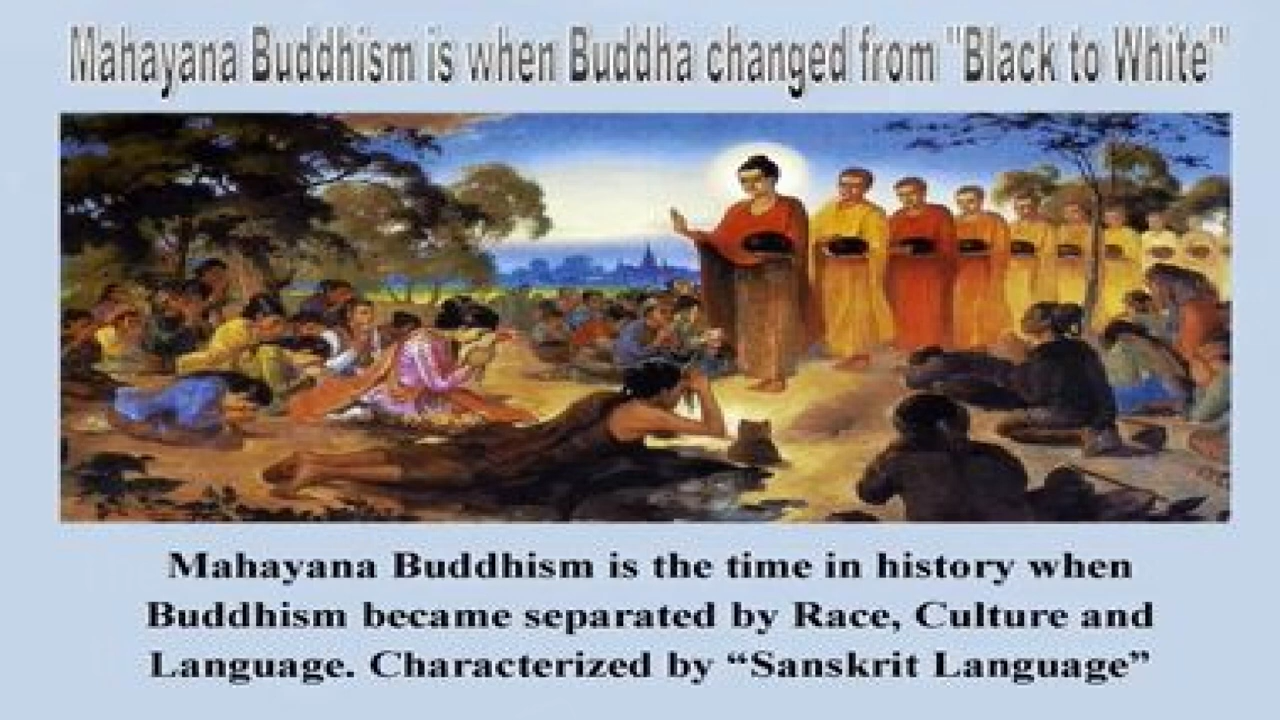 Mahayana Buddhism is when Buddha changed from "Black to White"
Mahayana Buddhism is the time in history when
Buddhism became separated by Race, Culture and
Language. Characterized by “Sanskrit Language”